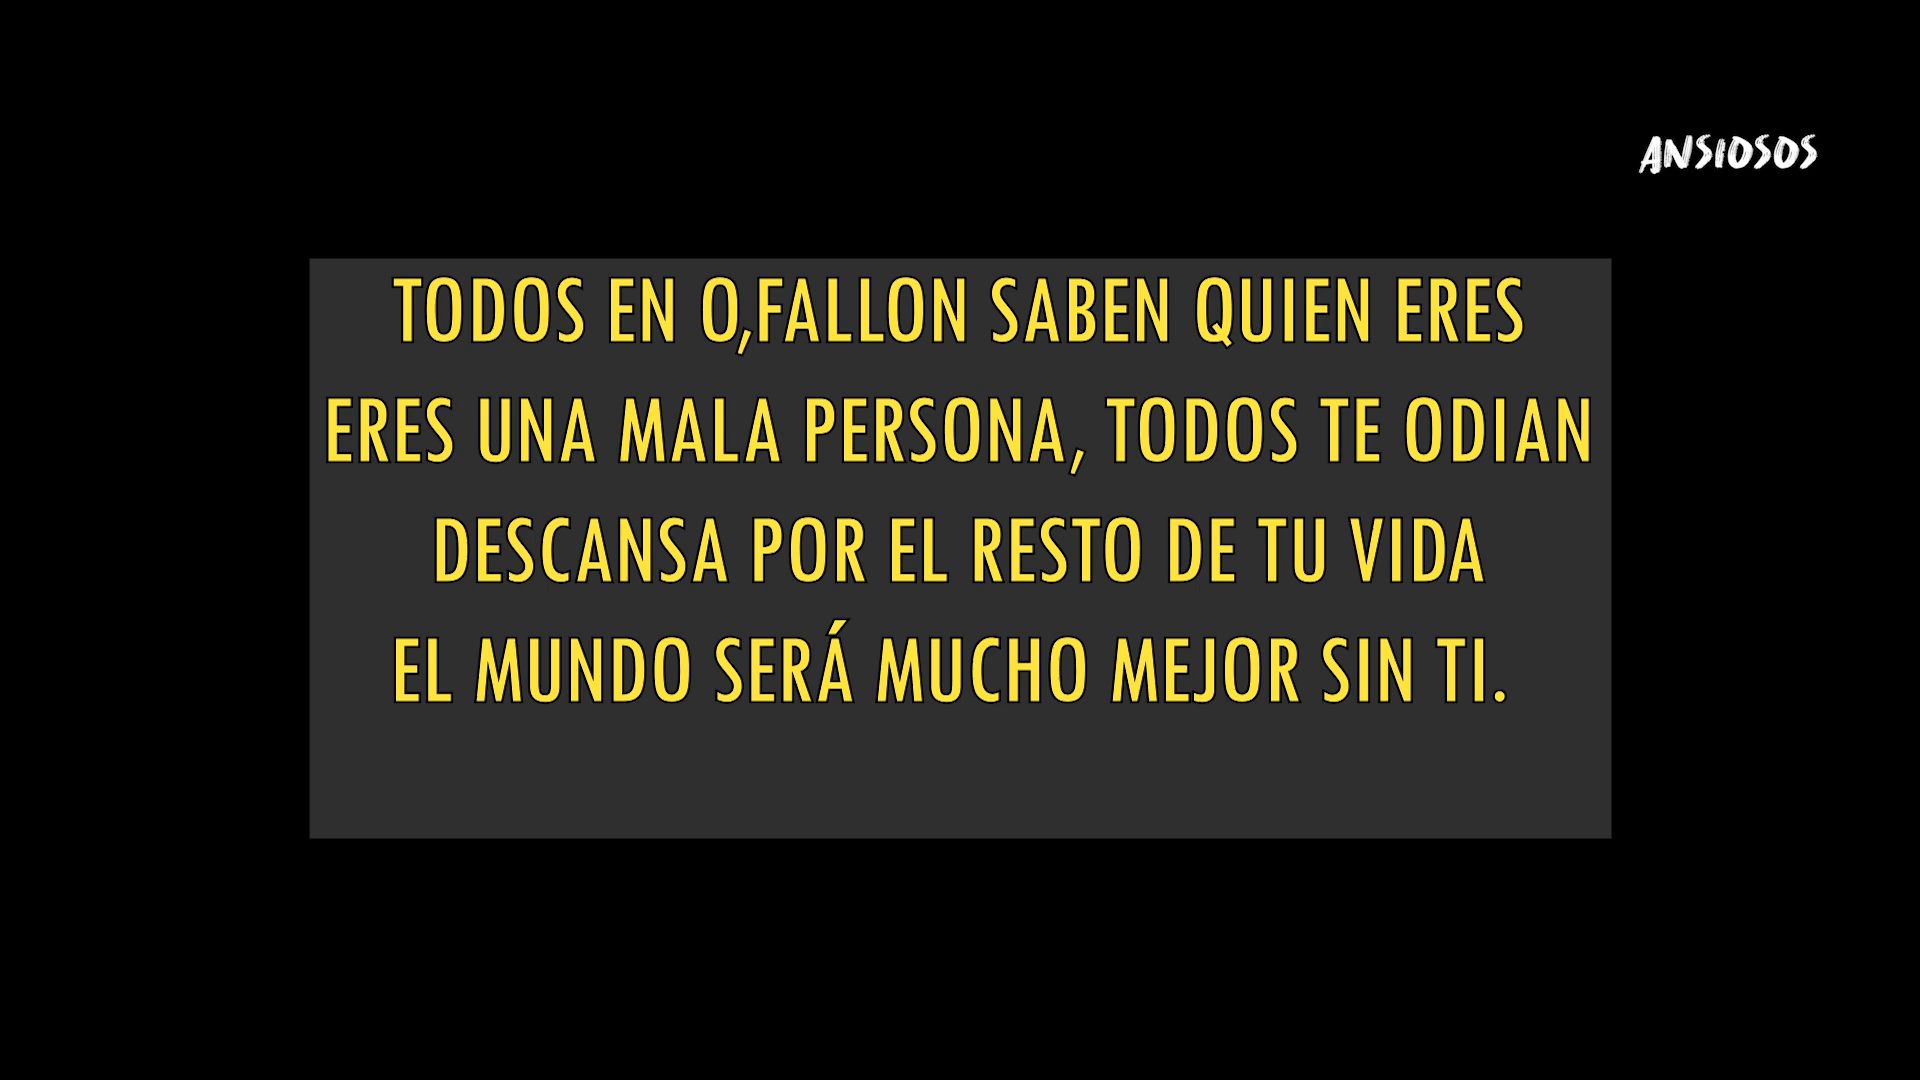 ANSIOSOS
TODOS EN O,FALLON SABEN QUIEN ERES
ERES UNA MALA PERSONA, TODOS TE ODIAN
DESCANSA POR EL RESTO DE TU VIDA
EL MUNDO SERÁ MUCHO MEJOR SIN TI.